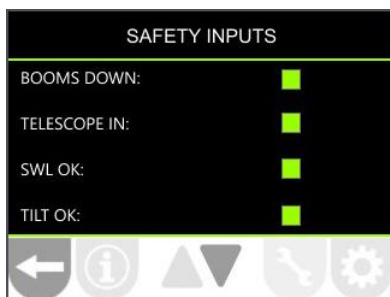 SAFETY INPUTS
BOOMS DOWN:
TELESCOPE IN:
SWL OK:
TILT OK: